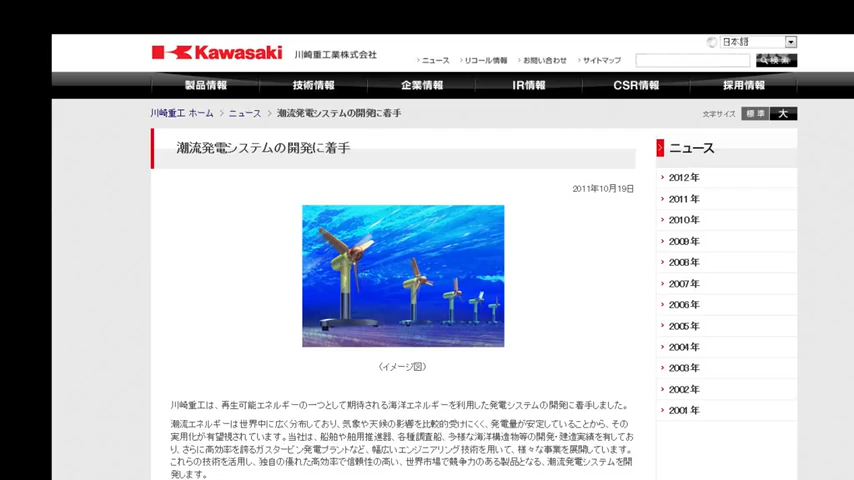 Kawasaki 川崎重工業株式会社
日本語
ニュース リコール情報 お問い合わせ サイトマップ
検索
製品情報 技術情報 企業情報 IR情報 CSR情報 採用情報
川崎重工 ホーム > ニュース > 潮流発電システムの開発に着手
文字サイズ 標準 大
潮流発電システムの開発に着手
2011年10月19日
(イメージ図)
川崎重工は、再生可能エネルギーの一つとして期待される海洋エネルギーを利用した発電システムの開発に着手しました。
潮流エネルギーは世界中に広く分布しており、気象や天候の影響を比較的受けにくく、発電量が安定していることから、その
実用化が有望視されています。当社は、船舶や舶用推進器、各種調査船、多様な海洋構造物等の開発・建造実績を有してお
り、さらに高効率を誇るガスタービン発電プラントなど、幅広いエンジニアリング技術を用いて、様々な事業を展開しています。
これらの技術を活用し、独自の優れた高効率で信頼性の高い、世界市場で競争力のある製品となる、潮流発電システムを開
発します。
ニュース
2012年
2011年
2010年
2009年
2008年
2007年
2006年
2005年
2004年
2003年
2002年
2001年